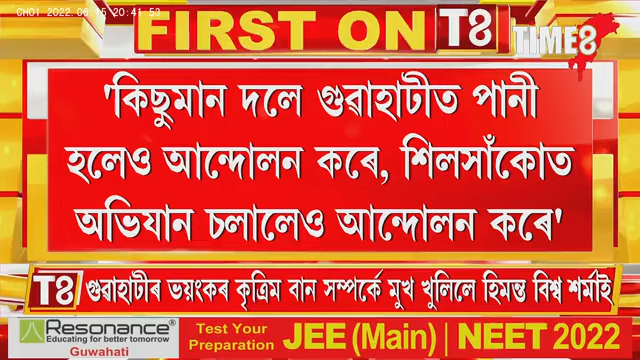 CH01 2022.06.15 20:41:53
FIRST ON T8
TIME8
'কিছুমান দলে গুৱাহাটীত পানী
হলেও আন্দোলন কৰে, শিলসাঁকোত
অভিযান চলালেও আন্দোলন কৰে'
T8 গুৱাহাটীৰ ভয়ংকৰ কৃত্ৰিম বান সম্পৰ্কে মুখ খুলিলে হিমন্ত বিশ্ব শৰ্মাই
Resonance®
Educating for better tomorrow
Guwahati
Test Your
Preparation
JEE (Main) | NEET 2022